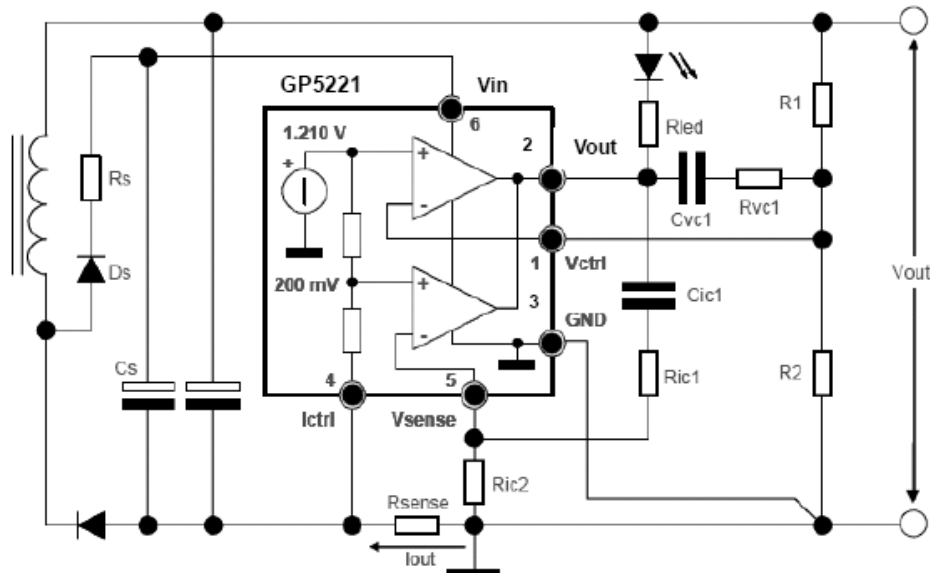 GP5221
Vin
6
1.210 V
+
+
-
2
Vout
Rled
R1
Rs
Cvc1
Rvc1
1
Vctrl
Ds
200 mV
+
-
3
GND
Cic1
Vout
Cs
Ric1
R2
4
5
Ictrl
Vsense
Ric2
Rsense
Iout